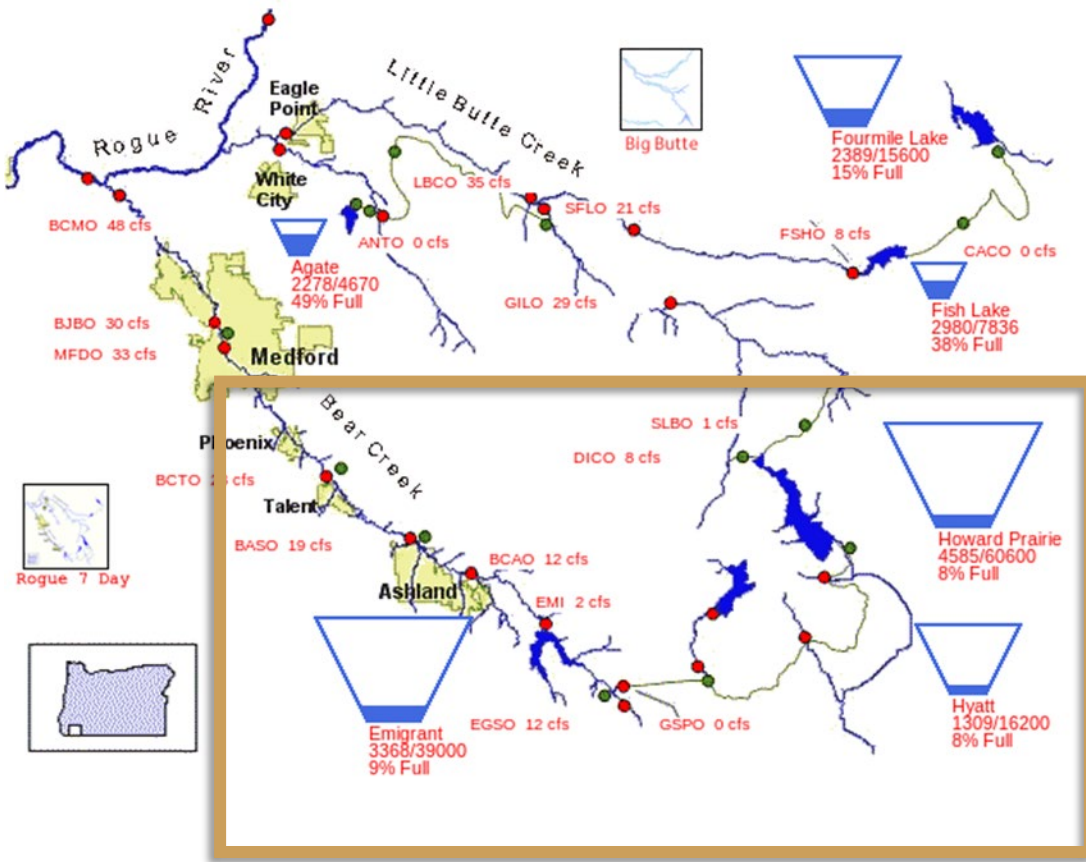 Rogue River
Eagle
Point
Little Butte Creek
Big Butte
Fourmile Lake
2389/15600
15% Full
White
City
LBCO 35 cfs
SFLO 21 cfs
BCMO 48 cfs
ANTO 0 cfs
FSHO 8 cfs
CACO 0 cfs
Agate
2278/4670
49% Full
GILO 29 cfs
Fish Lake
2980/7836
38% Full
BJBO 30 cfs
MFDO 33 cfs
Medford
Bear Creek
Phoenix
SLBO 1 cfs
DICO 8 cfs
BCTO
cfs
Talent
BASO 19 cfs
Howard Prairie
4585/60600
8% Full
BCAO 12 cfs
Rogue 7 Day
Ashland
EMI 2 cfs
EGSO 12 cfs
GSPO 0 cfs
Hyatt
1309/16200
8% Full
Emigrant
3368/39000
9% Full